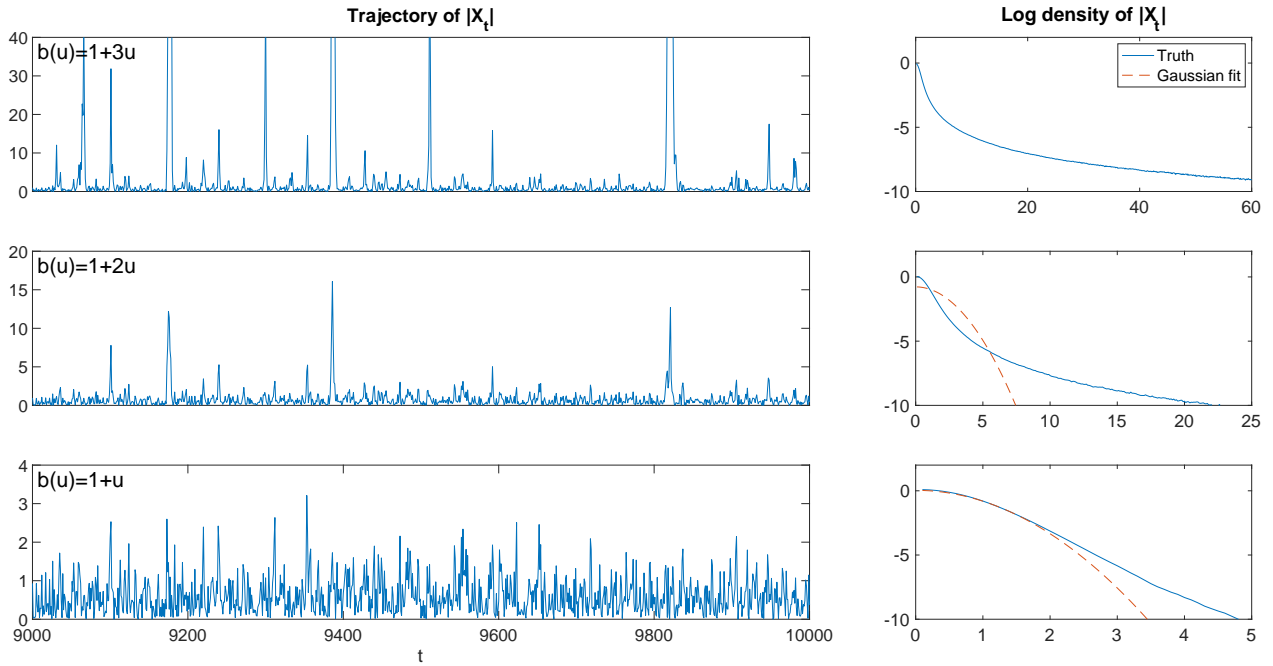 Trajectory of |X_t|
Log density of |X_t|
b(u)=1+3u
40
30
20
10
0
0
-5
-10
0 20 40 60
Truth
Gaussian fit
b(u)=1+2u
20
15
10
5
0
0
-5
-10
0 5 10 15 20 25
b(u)=1+u
4
3
2
1
0
9000 9200 9400 9600 9800 10000
t
0
-5
-10
0 1 2 3 4 5